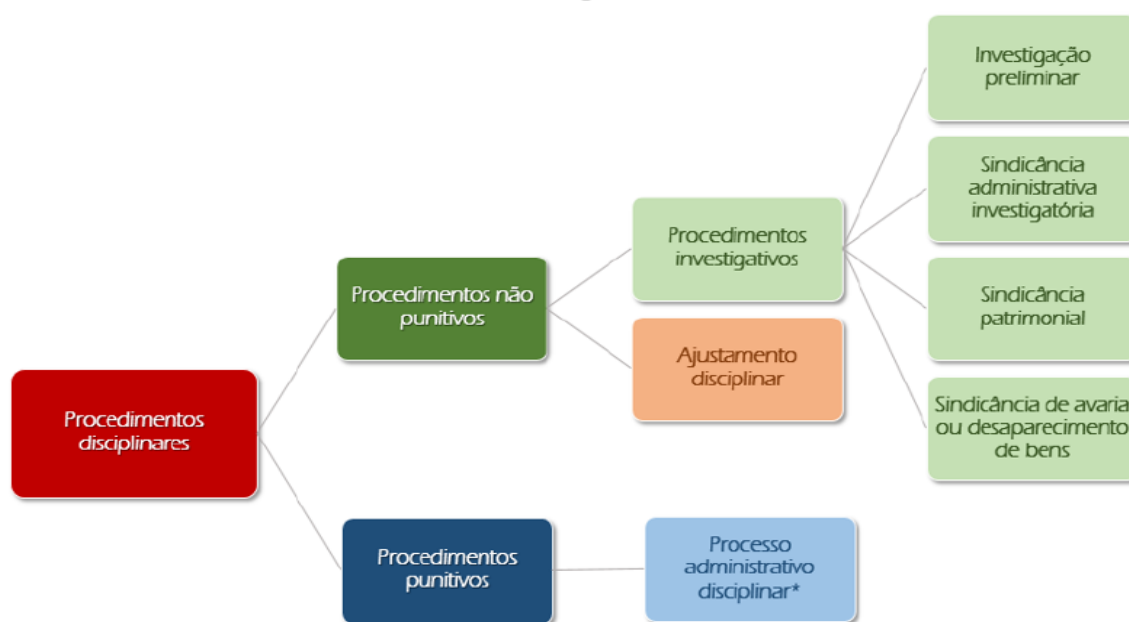 Procedimentos
disciplinares
Procedimentos não
punitivos
Procedimentos
investigativos
Investigação
preliminar
Sindicância
administrativa
investigatória
Sindicância
patrimonial
Sindicância de avaria
ou desaparecimento
de bens
Ajustamento
disciplinar
Procedimentos
punitivos
Processo
administrativo
disciplinar*